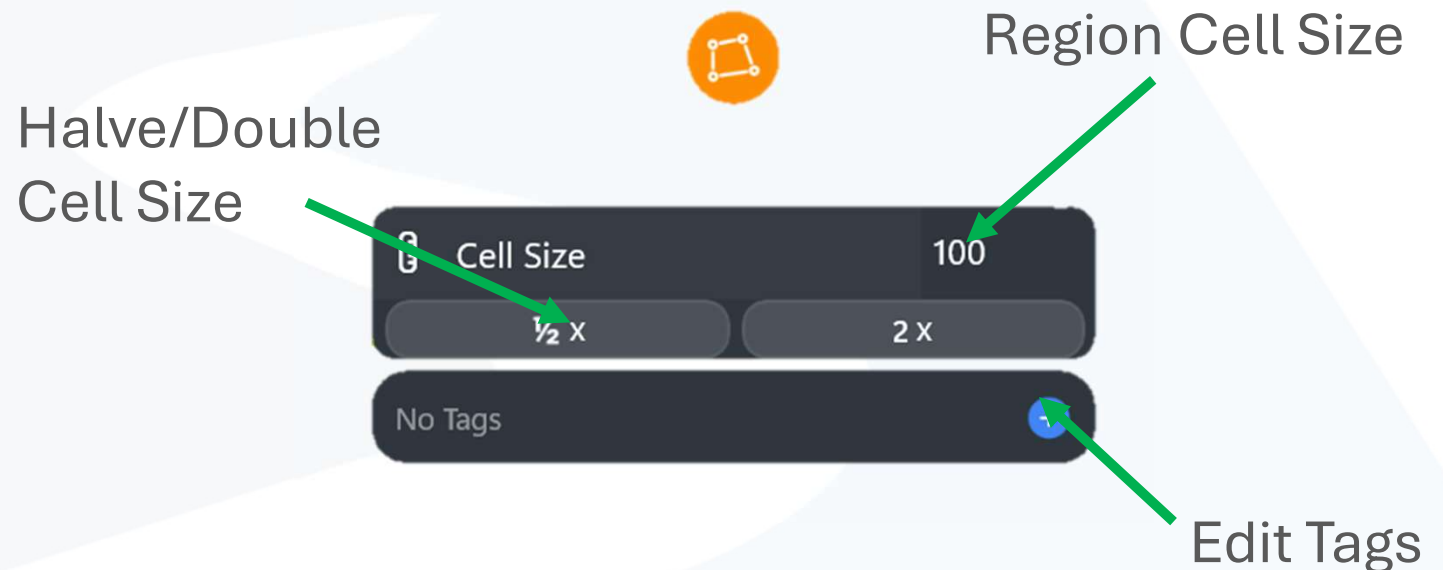 Region Cell Size
Halve/Double
Cell Size
Cell Size 100
½ x 2 x
No Tags +
Edit Tags